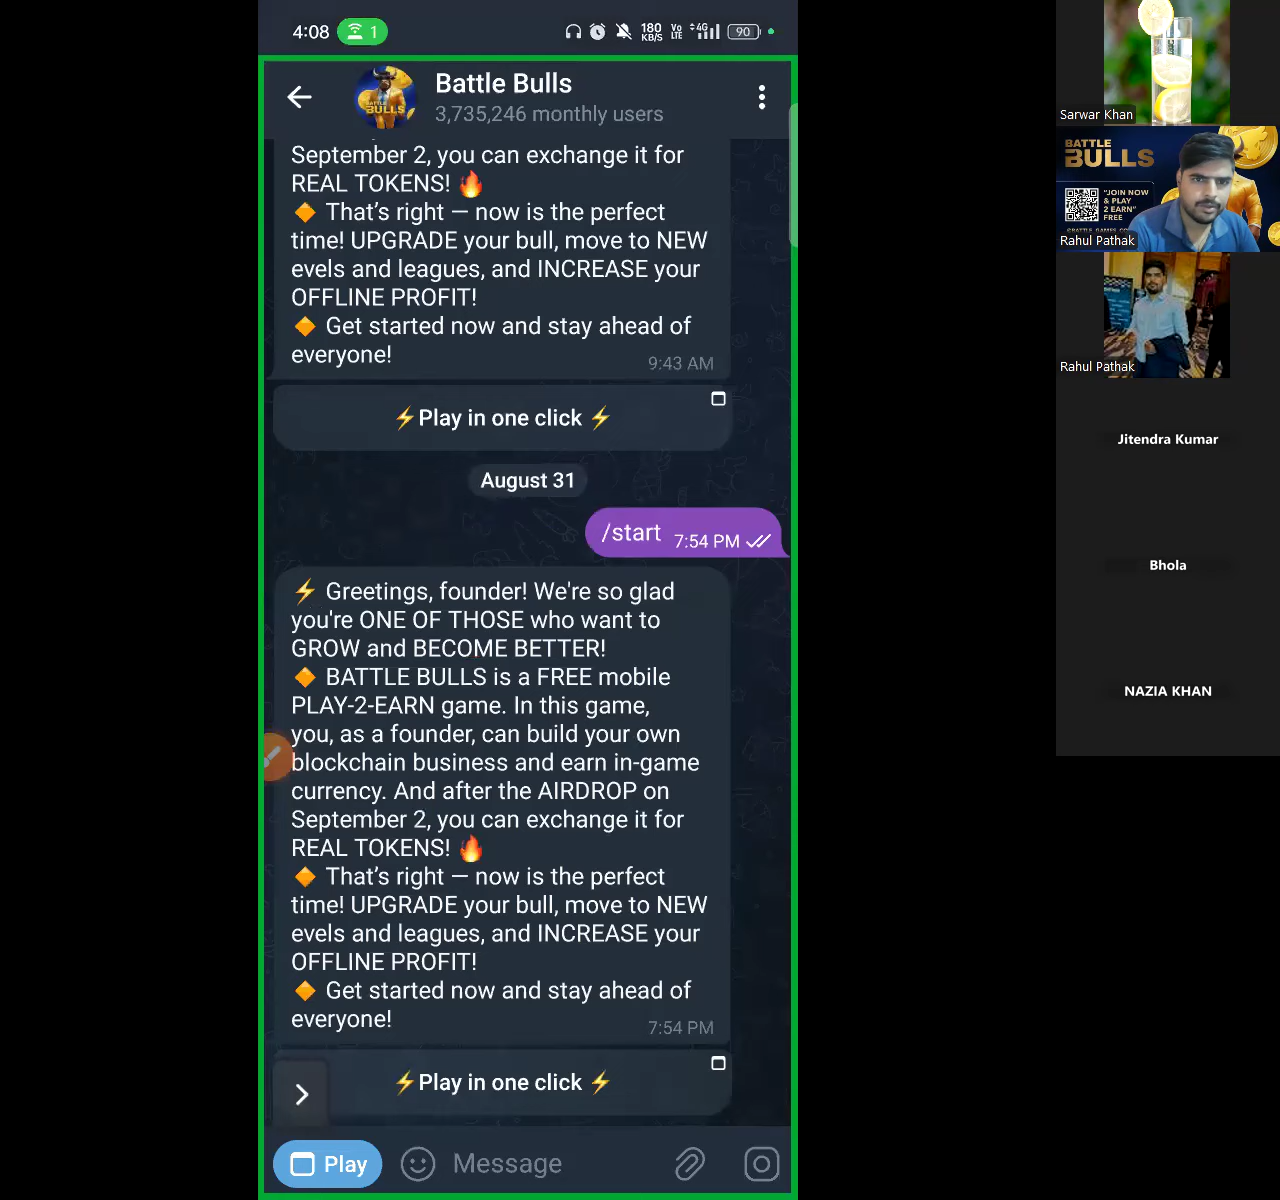 4:08
1
180
KB/S
Vo
LTE
4G
90
Battle Bulls
3,735,246 monthly users
September 2, you can exchange it for
REAL TOKENS! 🔥
🔸 That's right — now is the perfect
time! UPGRADE your bull, move to NEW
evels and leagues, and INCREASE your
OFFLINE PROFIT!
🔸 Get started now and stay ahead of
everyone!
9:43 AM
⚡Play in one click ⚡
August 31
/start 7:54 PM
⚡ Greetings, founder! We're so glad
you're ONE OF THOSE who want to
GROW and BECOME BETTER!
🔸 BATTLE BULLS is a FREE mobile
PLAY-2-EARN game. In this game,
you, as a founder, can build your own
blockchain business and earn in-game
currency. And after the AIRDROP on
September 2, you can exchange it for
REAL TOKENS! 🔥
🔸 That's right — now is the perfect
time! UPGRADE your bull, move to NEW
evels and leagues, and INCREASE your
OFFLINE PROFIT!
🔸 Get started now and stay ahead of
everyone!
7:54 PM
⚡Play in one click ⚡
Play
Message
Sarwar Khan
BATTLE
BULLS
"JOIN NOW
& PLAY
2 EARN"
FREE
Rahul Pathak
Rahul Pathak
Jitendra Kumar
Bhola
NAZIA KHAN